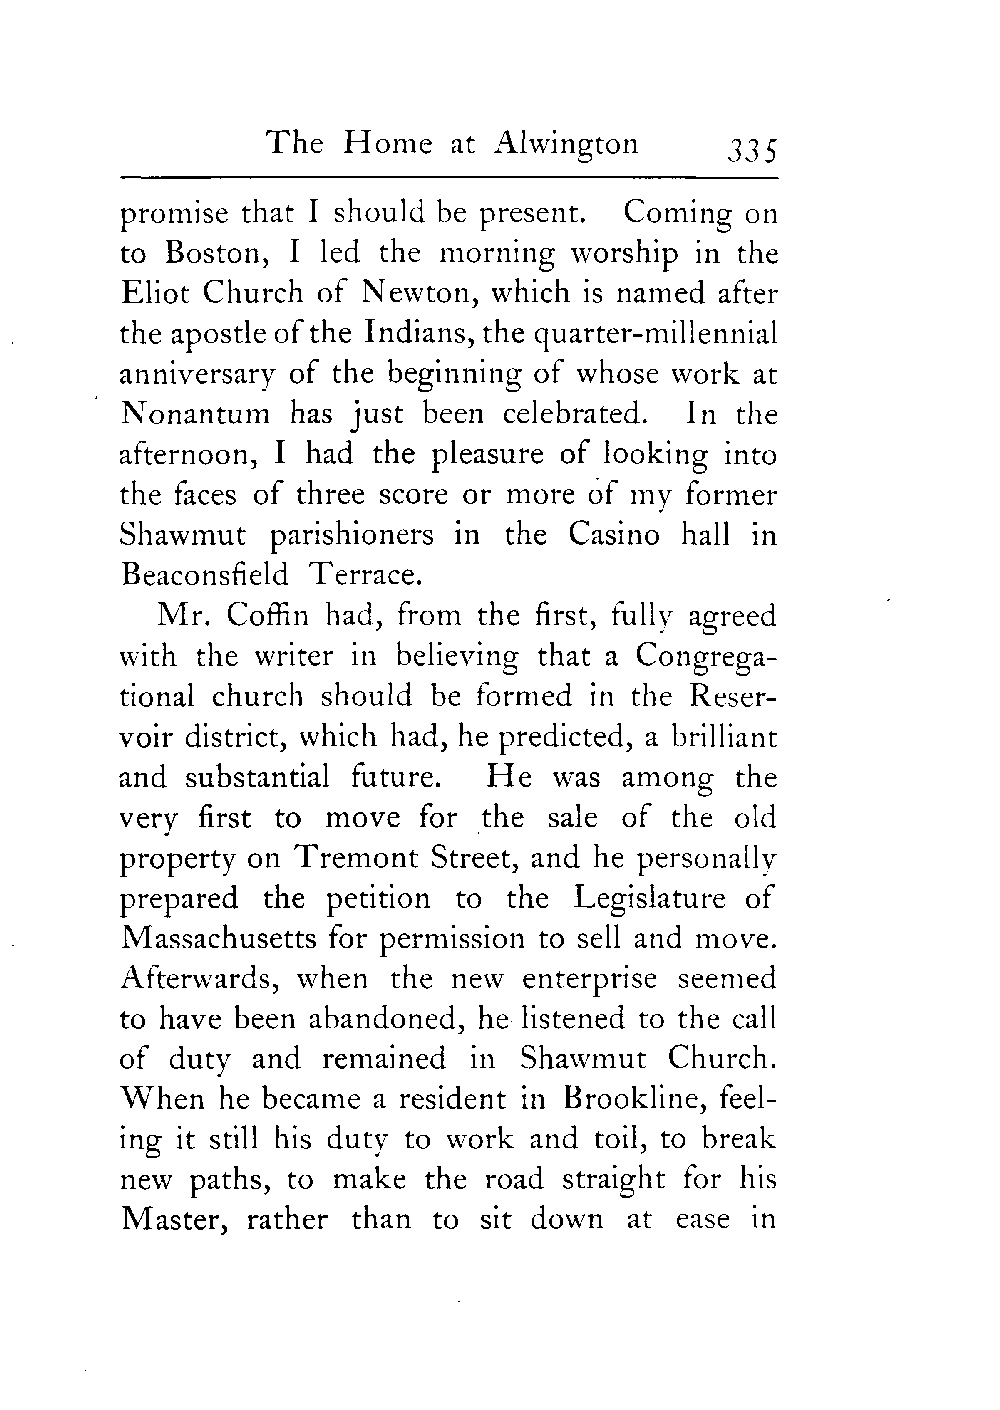 The Home at Alwington 335
promise that I should be present. Coming on
to Boston, I led the morning worship in the
Eliot Church of Newton, which is named after
the apostle of the Indians, the quarter-millennial
anniversary of the beginning of whose work at
Nonantum has just been celebrated. In the
afternoon, I had the pleasure of looking into
the faces of three score or more of my former
Shawmut parishioners in the Casino hall in
Beaconsfield Terrace.
Mr. Coffin had, from the first, fully agreed
with the writer in believing that a Congrega-
tional church should be formed in the Reser-
voir district, which had, he predicted, a brilliant
and substantial future. He was among the
very first to move for the sale of the old
property on Tremont Street, and he personally
prepared the petition to the Legislature of
Massachusetts for permission to sell and move.
Afterwards, when the new enterprise seemed
to have been abandoned, he listened to the call
of duty and remained in Shawmut Church.
When he became a resident in Brookline, feel-
ing it still his duty to work and toil, to break
new paths, to make the road straight for his
Master, rather than to sit down at ease in